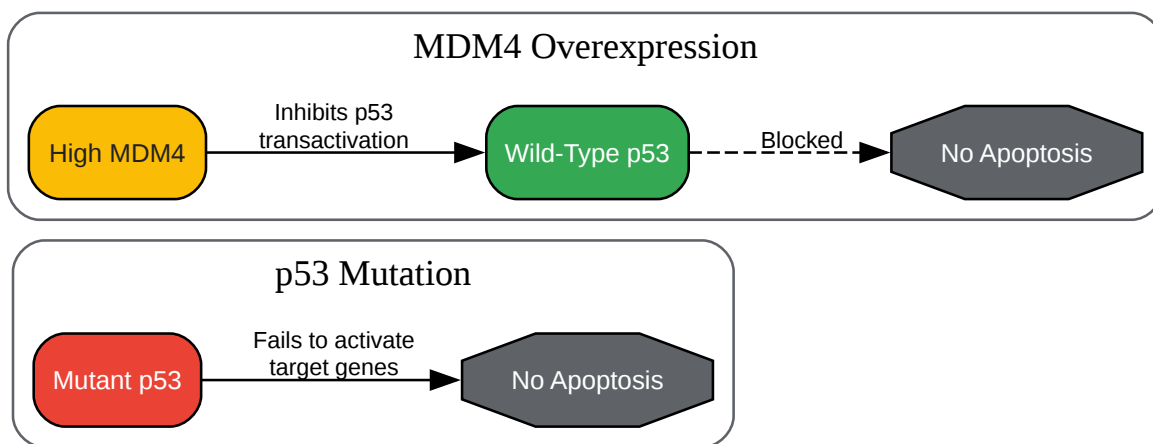 MDM4 Overexpression
High MDM4
Inhibits p53
transactivation
Wild-Type p53
Blocked
No Apoptosis
p53 Mutation
Mutant p53
Fails to activate
target genes
No Apoptosis